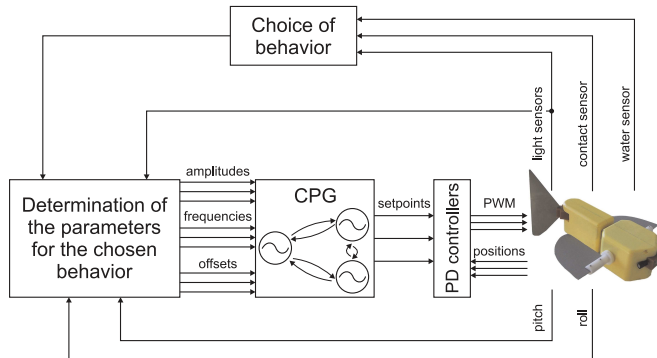 Choice of
behavior
light sensors
contact sensor
water sensor
amplitudes
Determination of
the parameters
for the chosen
behavior
frequencies
offsets
CPG
setpoints
PD controllers
PWM
positions
pitch
roll